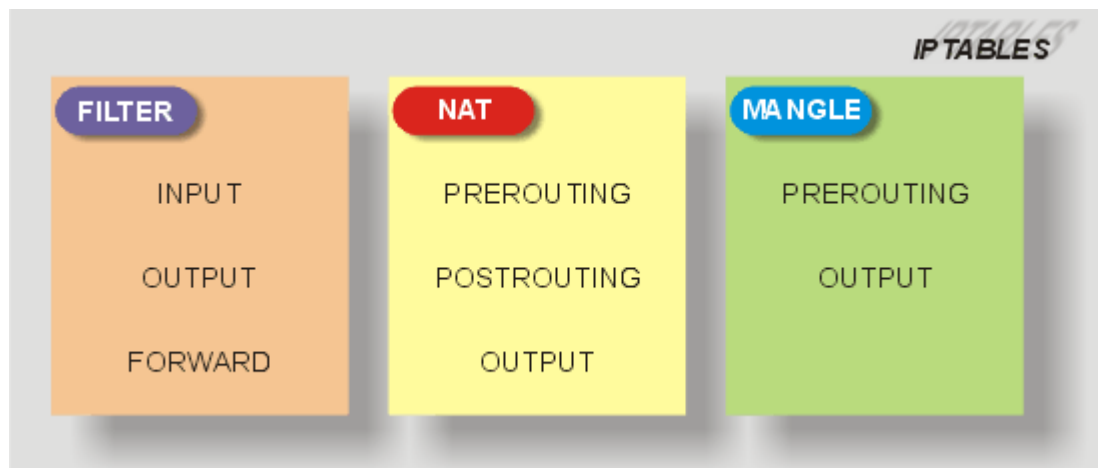 IPTABLES
FILTER
INPUT
OUTPUT
FORWARD
NAT
PREROUTING
POSTROUTING
OUTPUT
MANGLE
PREROUTING
OUTPUT